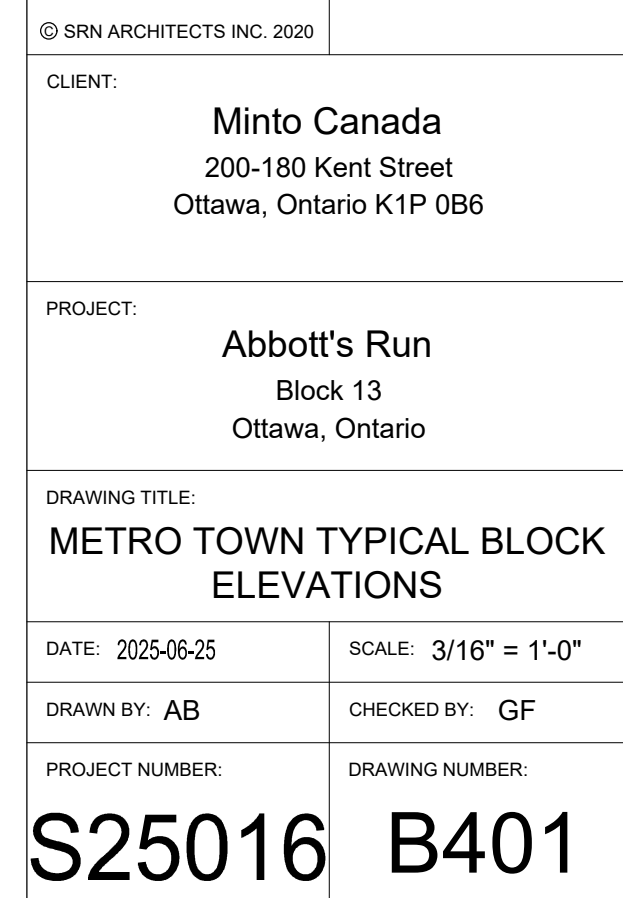 © SRN ARCHITECTS INC. 2020
CLIENT:
Minto Canada
200-180 Kent Street
Ottawa, Ontario K1P 0B6
PROJECT:
Abbott's Run
Block 13
Ottawa, Ontario
DRAWING TITLE:
METRO TOWN TYPICAL BLOCK
ELEVATIONS
DATE: 2025-06-25
SCALE: 3/16" = 1'-0"
DRAWN BY: AB
CHECKED BY: GF
PROJECT NUMBER:
S25016
DRAWING NUMBER:
B401